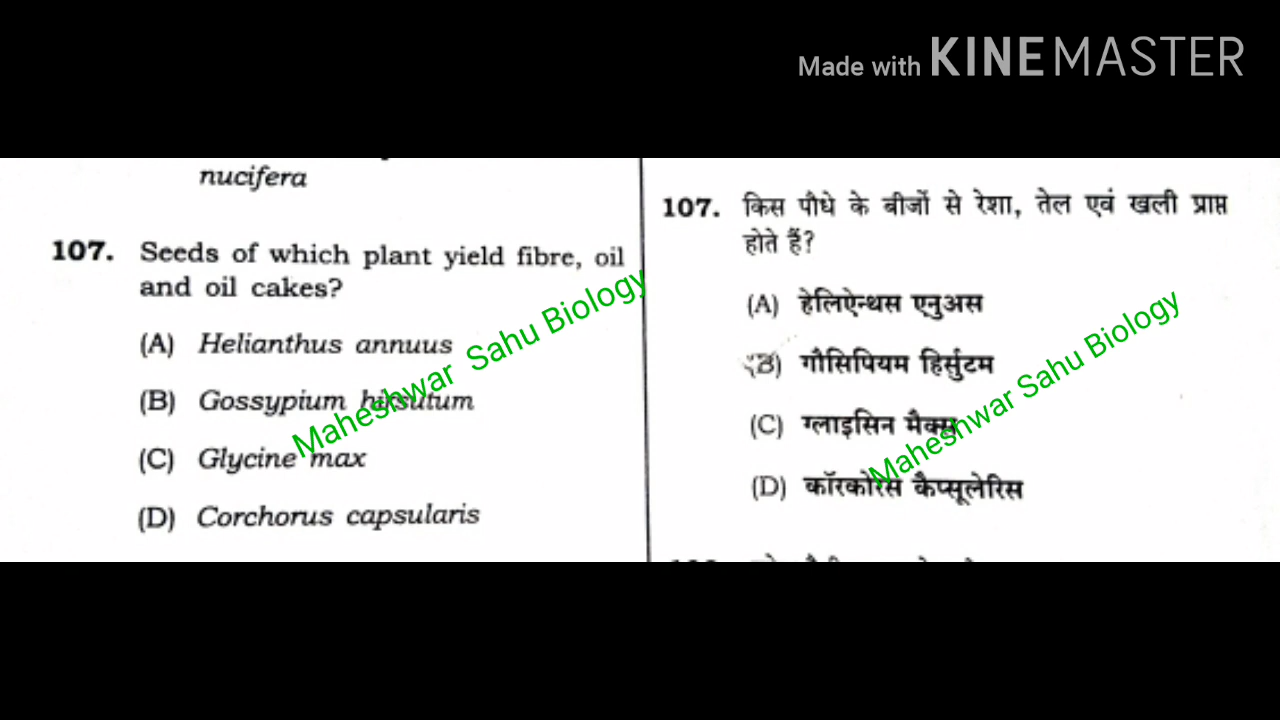 Made with KINEMASTER
nucifera
107. Seeds of which plant yield fibre, oil
and oil cakes?
(A) Helianthus annuus
(B) Gossypium hirsutum
(C) Glycine max
(D) Corchorus capsularis
Maheshwar Sahu Biology
107. किस पौधे के बीजों से रेशा, तेल एवं खली प्राप्त
होते हैं?
(A) हेलिऐन्थस एनुअस
(B) गौसिपियम हिर्सुटम
(C) ग्लाइसिन मैक्स
(D) कॉरकोरस कैप्सूलेरिस
Maheshwar Sahu Biology